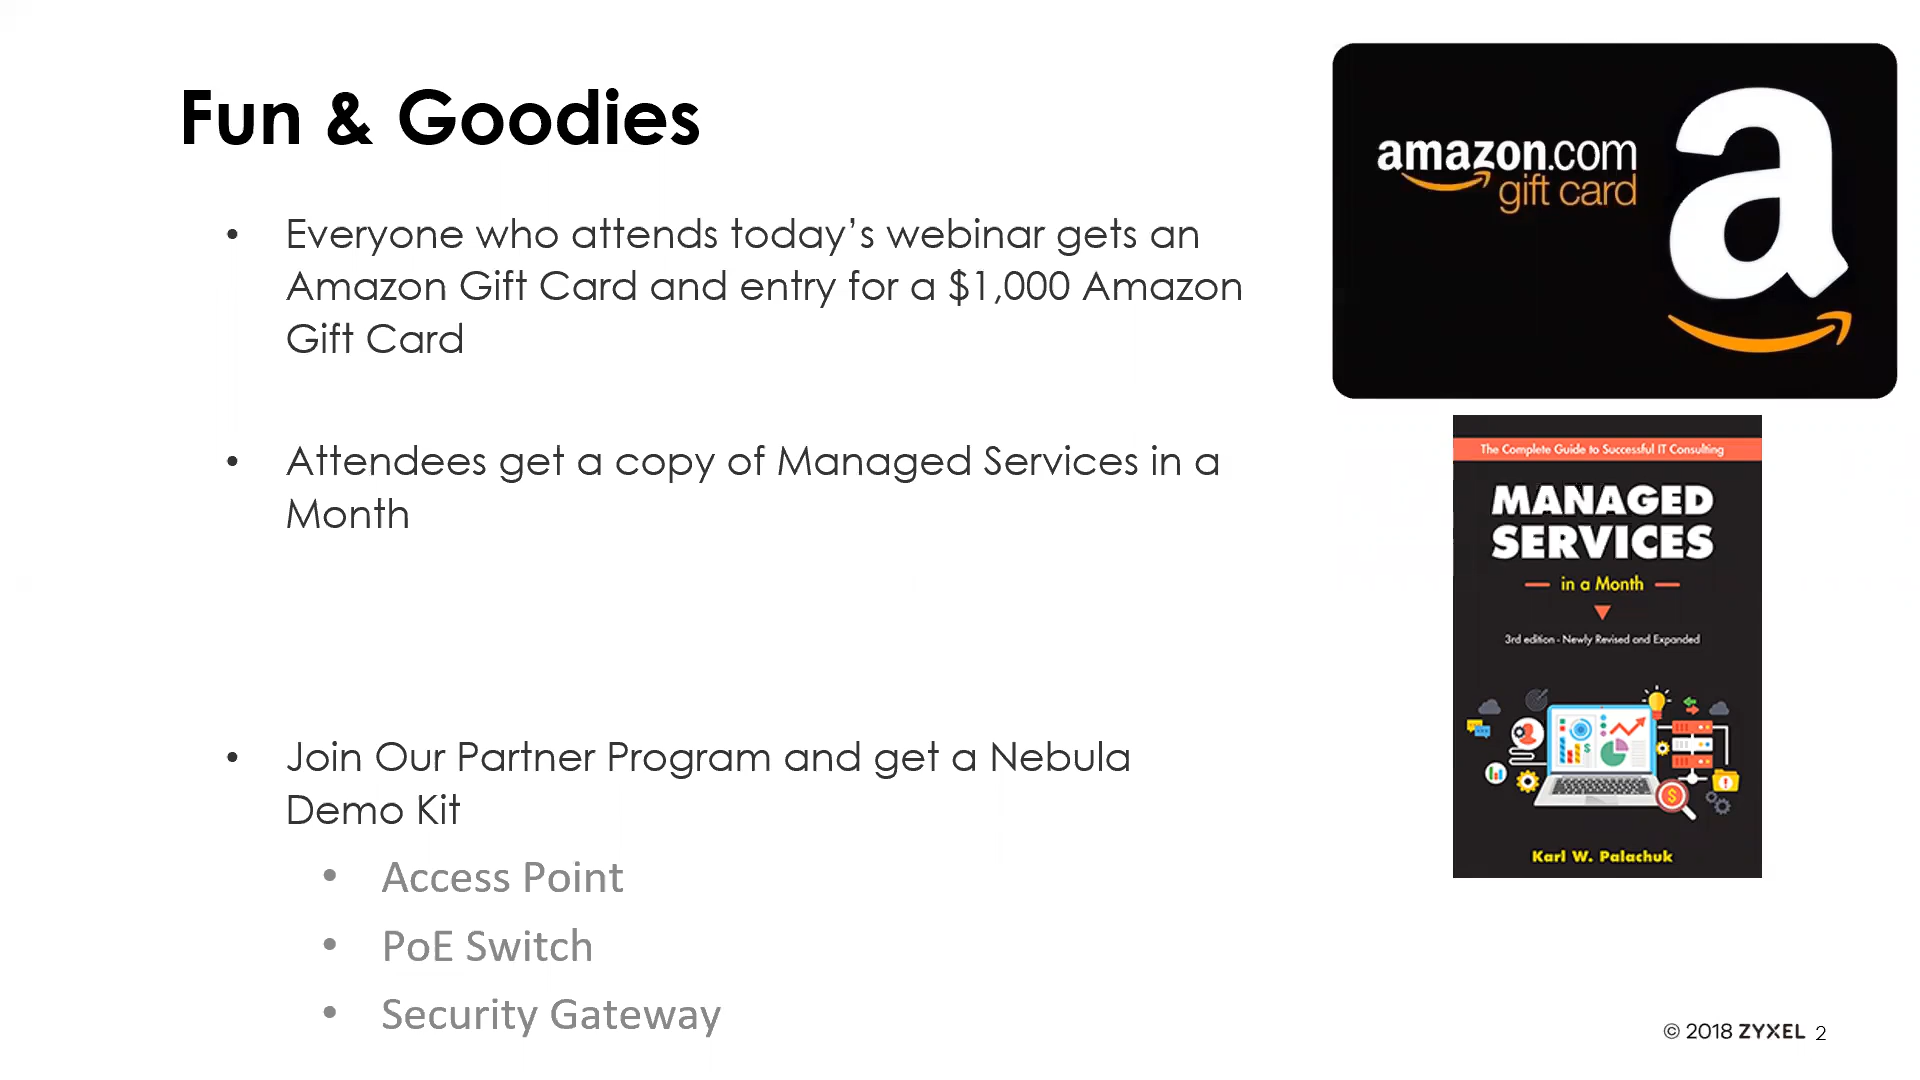 Fun & Goodies
• Everyone who attends today’s webinar gets an
Amazon Gift Card and entry for a $1,000 Amazon
Gift Card
• Attendees get a copy of Managed Services in a
Month
• Join Our Partner Program and get a Nebula
Demo Kit
• Access Point
• PoE Switch
• Security Gateway
amazon.com
gift card
a
The Complete Guide to Successful IT Consulting
MANAGED
SERVICES
in a Month
3rd edition - Newly Revised and Expanded
Karl W. Palachuk
© 2018 ZYXEL 2